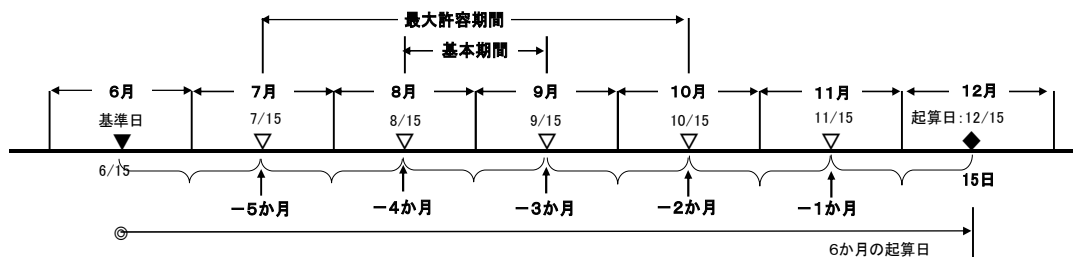 最大許容期間
基本期間
6月 7月 8月 9月 10月 11月 12月
基準日 7/15 8/15 9/15 10/15 11/15 起算日:12/15
6/15 15日
－5か月 －4か月 －3か月 －2か月 －1か月
6か月の起算日